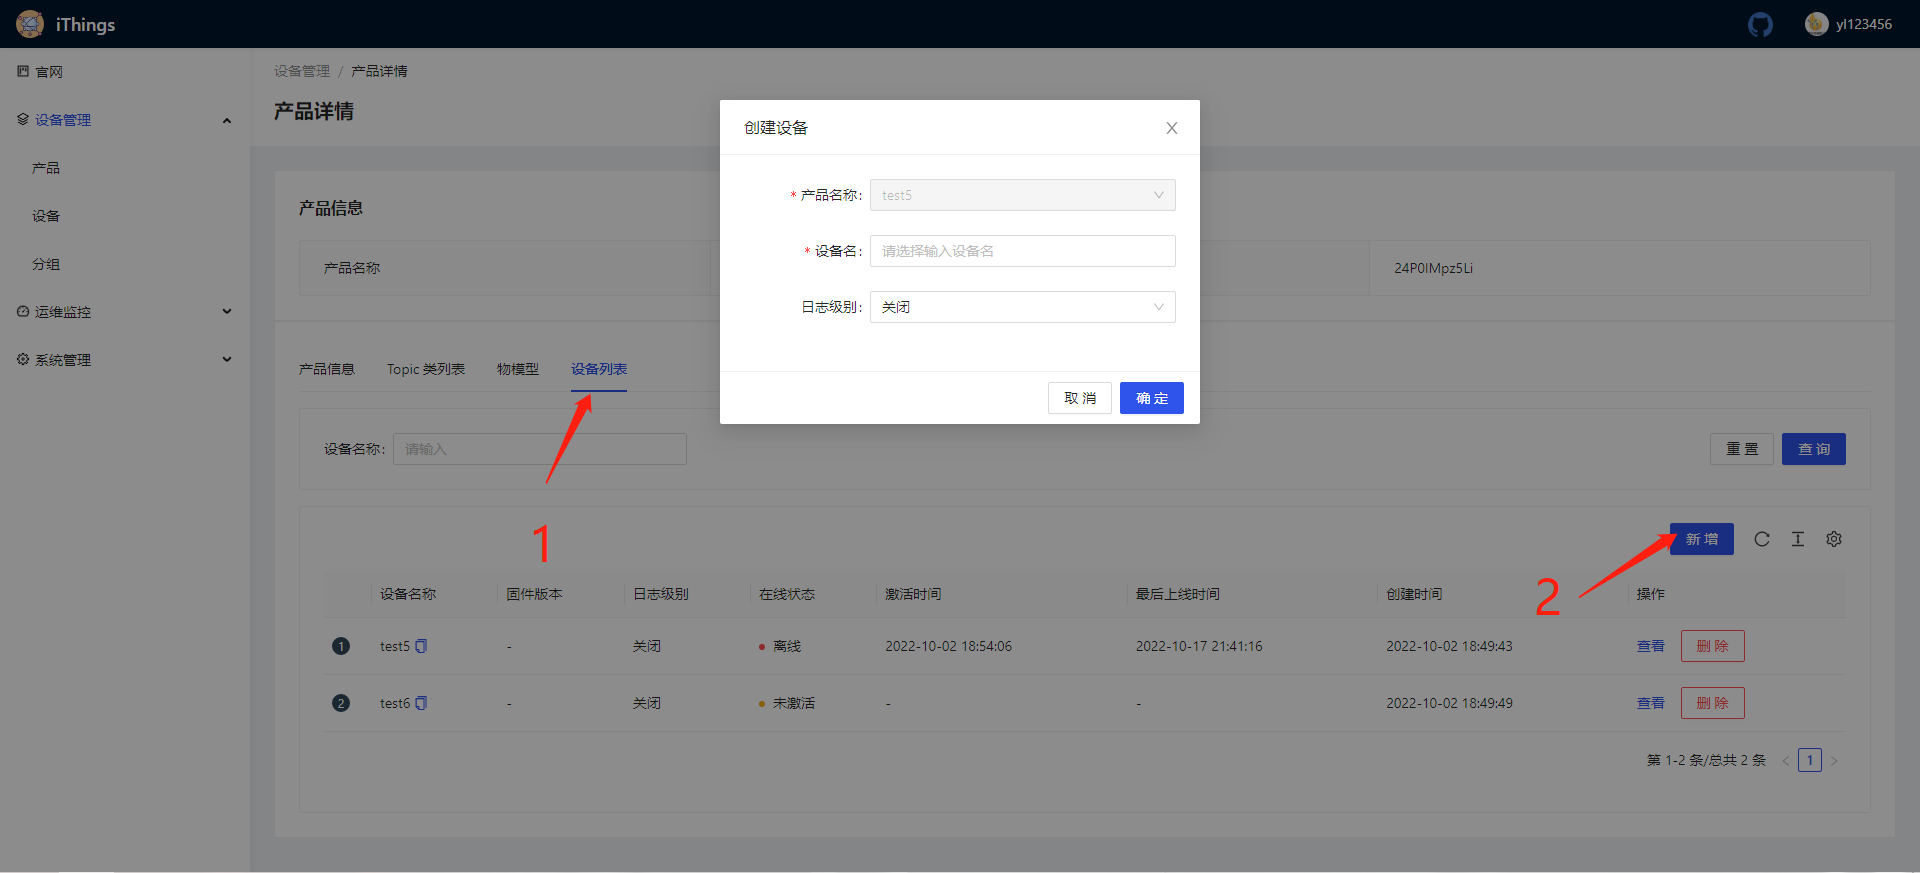 iThings
yl123456
官网
设备管理
产品
设备
分组
运维监控
系统管理
设备管理 / 产品详情
产品详情
产品信息
产品名称
24P0IMpz5Li
产品信息 Topic 类列表 物模型 设备列表
设备名称: 请输入
重 置 查 询
创建设备
* 产品名称: test5
* 设备名: 请选择输入设备名
日志级别: 关闭
取 消 确 定
1
2
新 增
设备名称 固件版本 日志级别 在线状态 激活时间 最后上线时间 创建时间 操作
1 test5 - 关闭 离线 2022-10-02 18:54:06 2022-10-17 21:41:16 2022-10-02 18:49:43 查看 删 除
2 test6 - 关闭 未激活 - - 2022-10-02 18:49:49 查看 删 除
第 1-2 条/总共 2 条 < 1 >